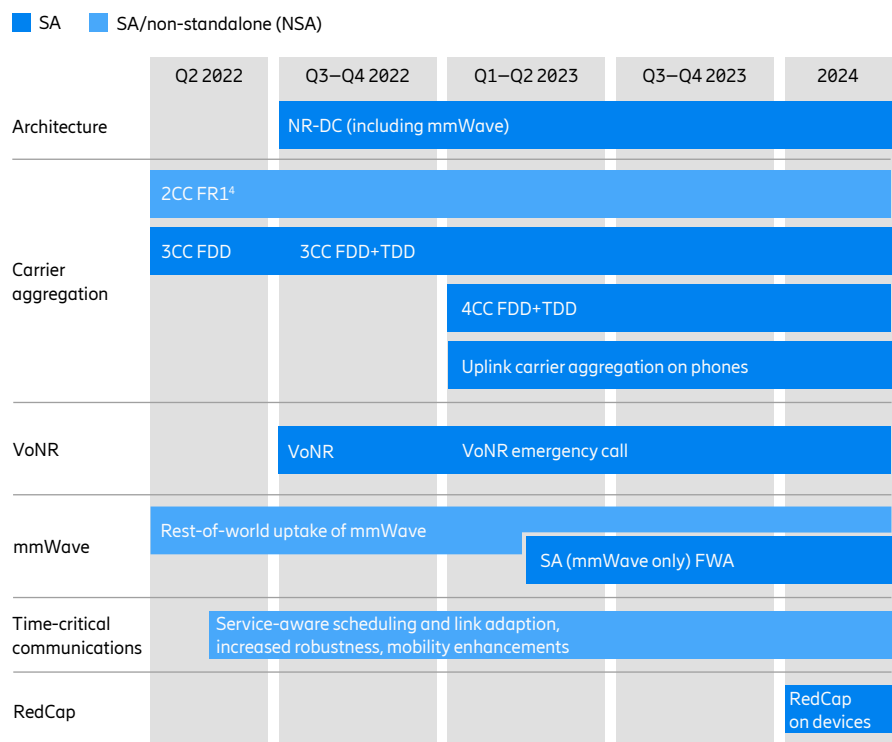 SA SA/non-standalone (NSA)
Q2 2022 Q3–Q4 2022 Q1–Q2 2023 Q3–Q4 2023 2024
Architecture
NR-DC (including mmWave)
Carrier
aggregation
2CC FR1⁴
3CC FDD 3CC FDD+TDD
4CC FDD+TDD
Uplink carrier aggregation on phones
VoNR
VoNR VoNR emergency call
mmWave
Rest-of-world uptake of mmWave
SA (mmWave only) FWA
Time-critical
communications
Service-aware scheduling and link adaption,
increased robustness, mobility enhancements
RedCap
RedCap
on devices